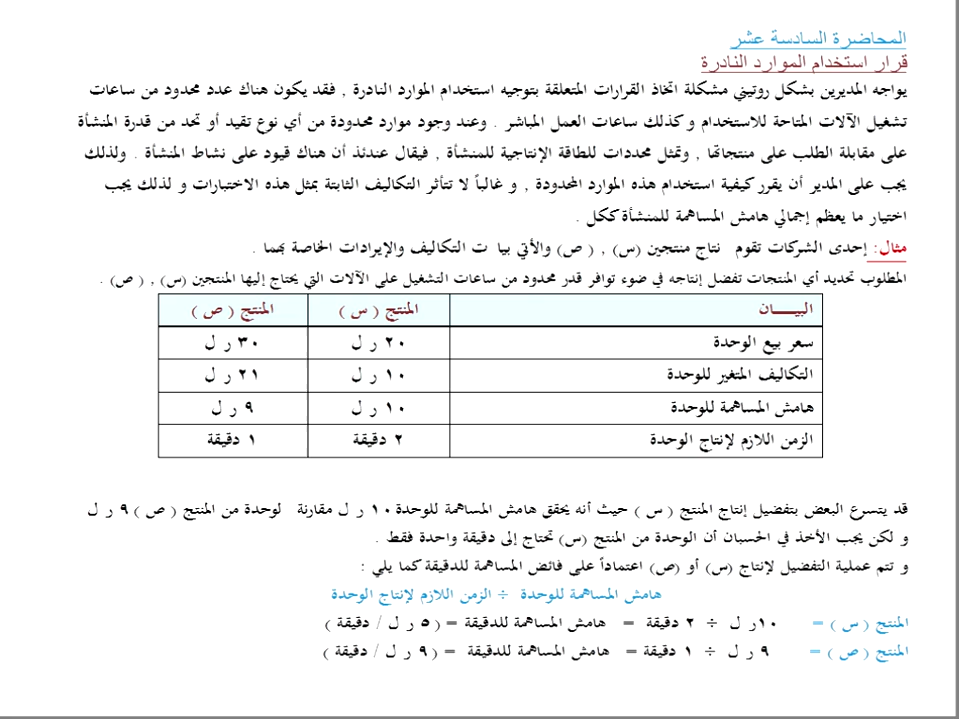 المحاضرة السادسة عشر
قرار استخدام الموارد النادرة
يواجه المديرين بشكل روتيني مشكلة اتخاذ القرارات المتعلقة بتوجيه استخدام الموارد النادرة , فقد يكون هناك عدد محدود من ساعات
تشغيل الآلات المتاحة للاستخدام وكذلك ساعات العمل المباشر . وعند وجود موارد محدودة من أي نوع تقيد أو تحد من قدرة المنشأة
على مقابلة الطلب على منتجاتها , وتمثل محددات للطاقة الإنتاجية للمنشأة , فيقال عندئذ أن هناك قيود على نشاط المنشأة . ولذلك
يجب على المدير أن يقرر كيفية استخدام هذه الموارد المحدودة , و غالباً لا تتأثر التكاليف الثابتة بمثل هذه الاختبارات و لذلك يجب
اختيار ما يعظم إجمالي هامش المساهمة للمنشأة ككل .
مثال: إحدى الشركات تقوم نتاج منتجين (س) , ( ص) والأتي بيا ت التكاليف والإيرادات الخاصة بهما .
المطلوب تحديد أي المنتجات تفضل إنتاجه في ضوء توافر قدر محدود من ساعات التشغيل على الآلات التي يحتاج إليها المنتجين (س) , ( ص) .
البيـــــان المنتج ( س ) المنتج ( ص )
سعر بيع الوحدة ٢٠ ر ل ٣٠ ر ل
التكاليف المتغير للوحدة ١٠ ر ل ٢١ ر ل
هامش المساهمة للوحدة ١٠ ر ل ٩ ر ل
الزمن اللازم لإنتاج الوحدة ٢ دقيقة ١ دقيقة
قد يتسرع البعض بتفضيل إنتاج المنتج ( س ) حيث أنه يحقق هامش المساهمة للوحدة ١٠ ر ل مقارنة لوحدة من المنتج ( ص ) ٩ ر ل
و لكن يجب الأخذ في الحسبان أن الوحدة من المنتج (س) تحتاج إلى دقيقة واحدة فقط .
و تتم عملية التفضيل لإنتاج (س) أو (ص) اعتماداً على فائض المساهمة للدقيقة كما يلي :
هامش المساهمة للوحدة ÷ الزمن اللازم لإنتاج الوحدة
المنتج ( س ) = ١٠ر ل ÷ ٢ دقيقة = هامش المساهمة للدقيقة = ( ٥ ر ل / دقيقة )
المنتج ( ص ) = ٩ ر ل ÷ ١ دقيقة = هامش المساهمة للدقيقة = ( ٩ ر ل / دقيقة )